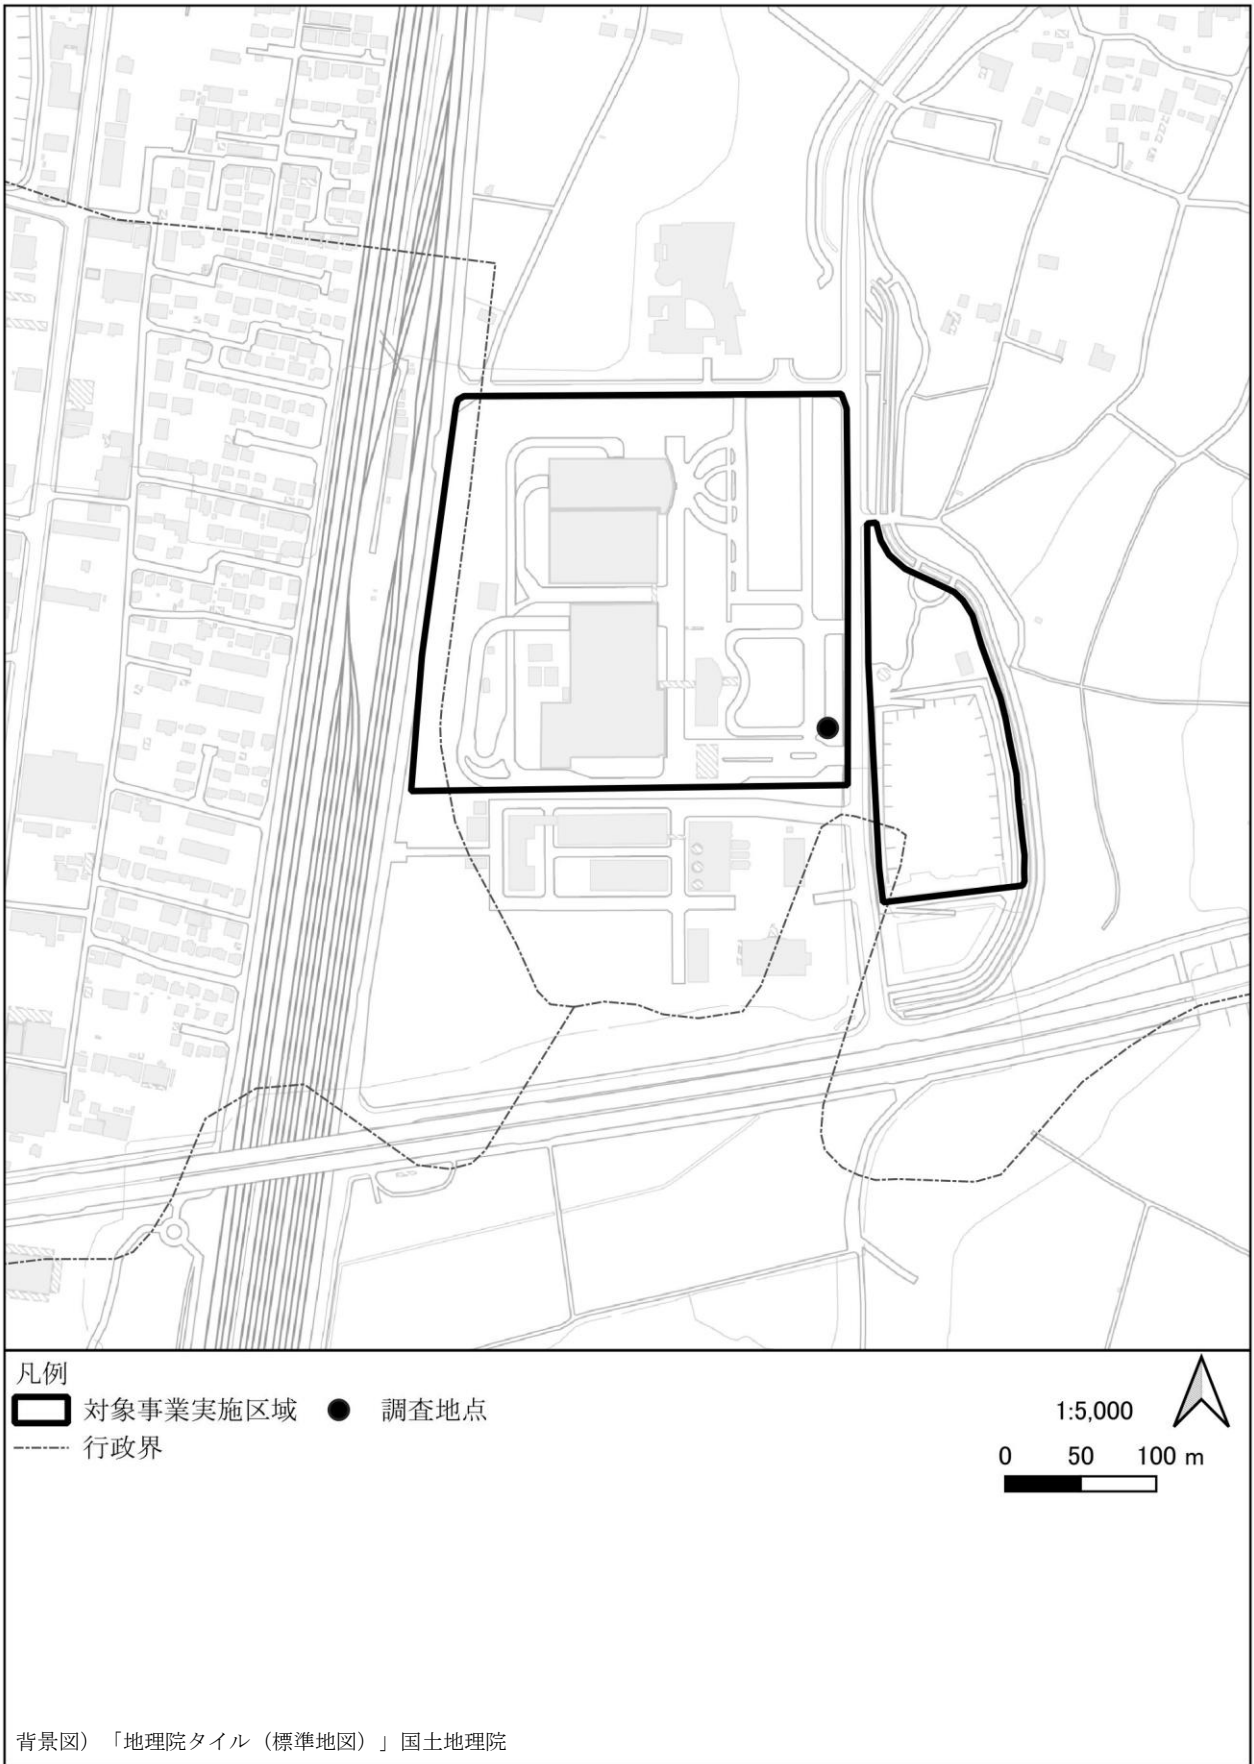 凡例
対象事業実施区域 ● 調査地点
行政界
1:5,000
0 50 100 m
背景図）「地理院タイル（標準地図）」国土地理院